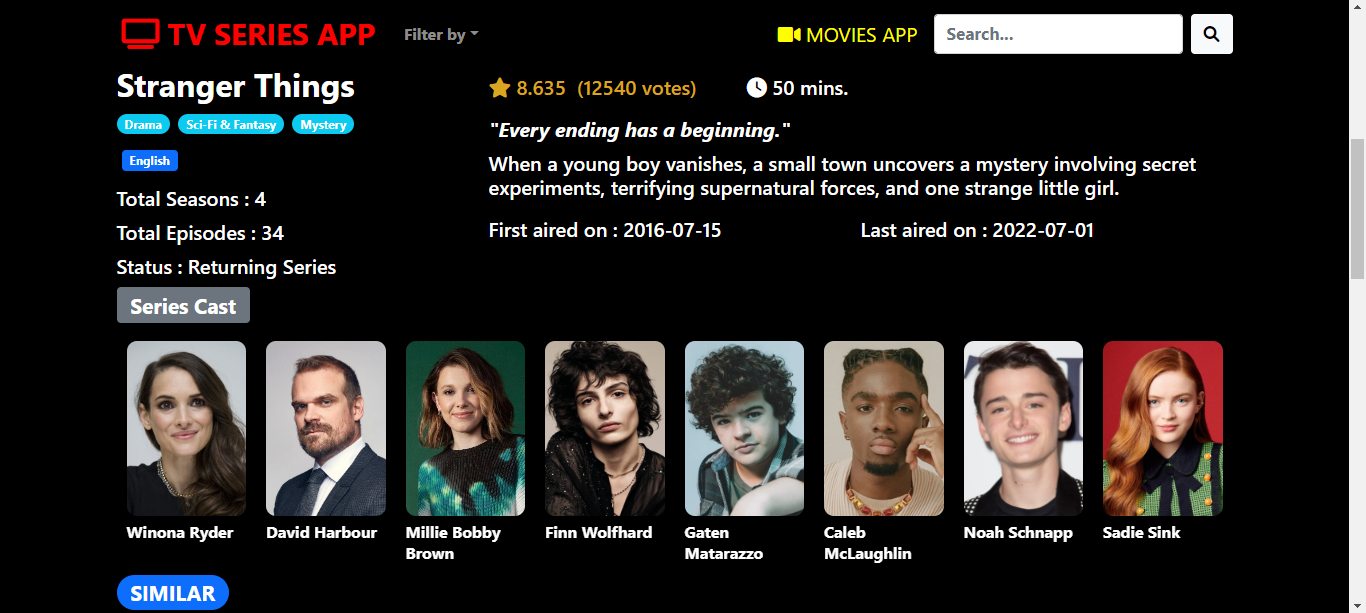 TV SERIES APP
Filter by
MOVIES APP
Search...
Stranger Things
Drama
Sci-Fi & Fantasy
Mystery
English
Total Seasons : 4
Total Episodes : 34
Status : Returning Series
8.635 (12540 votes)
50 mins.
"Every ending has a beginning."
When a young boy vanishes, a small town uncovers a mystery involving secret
experiments, terrifying supernatural forces, and one strange little girl.
First aired on : 2016-07-15
Last aired on : 2022-07-01
Series Cast
Winona Ryder
David Harbour
Millie Bobby
Brown
Finn Wolfhard
Gaten
Matarazzo
Caleb
McLaughlin
Noah Schnapp
Sadie Sink
SIMILAR